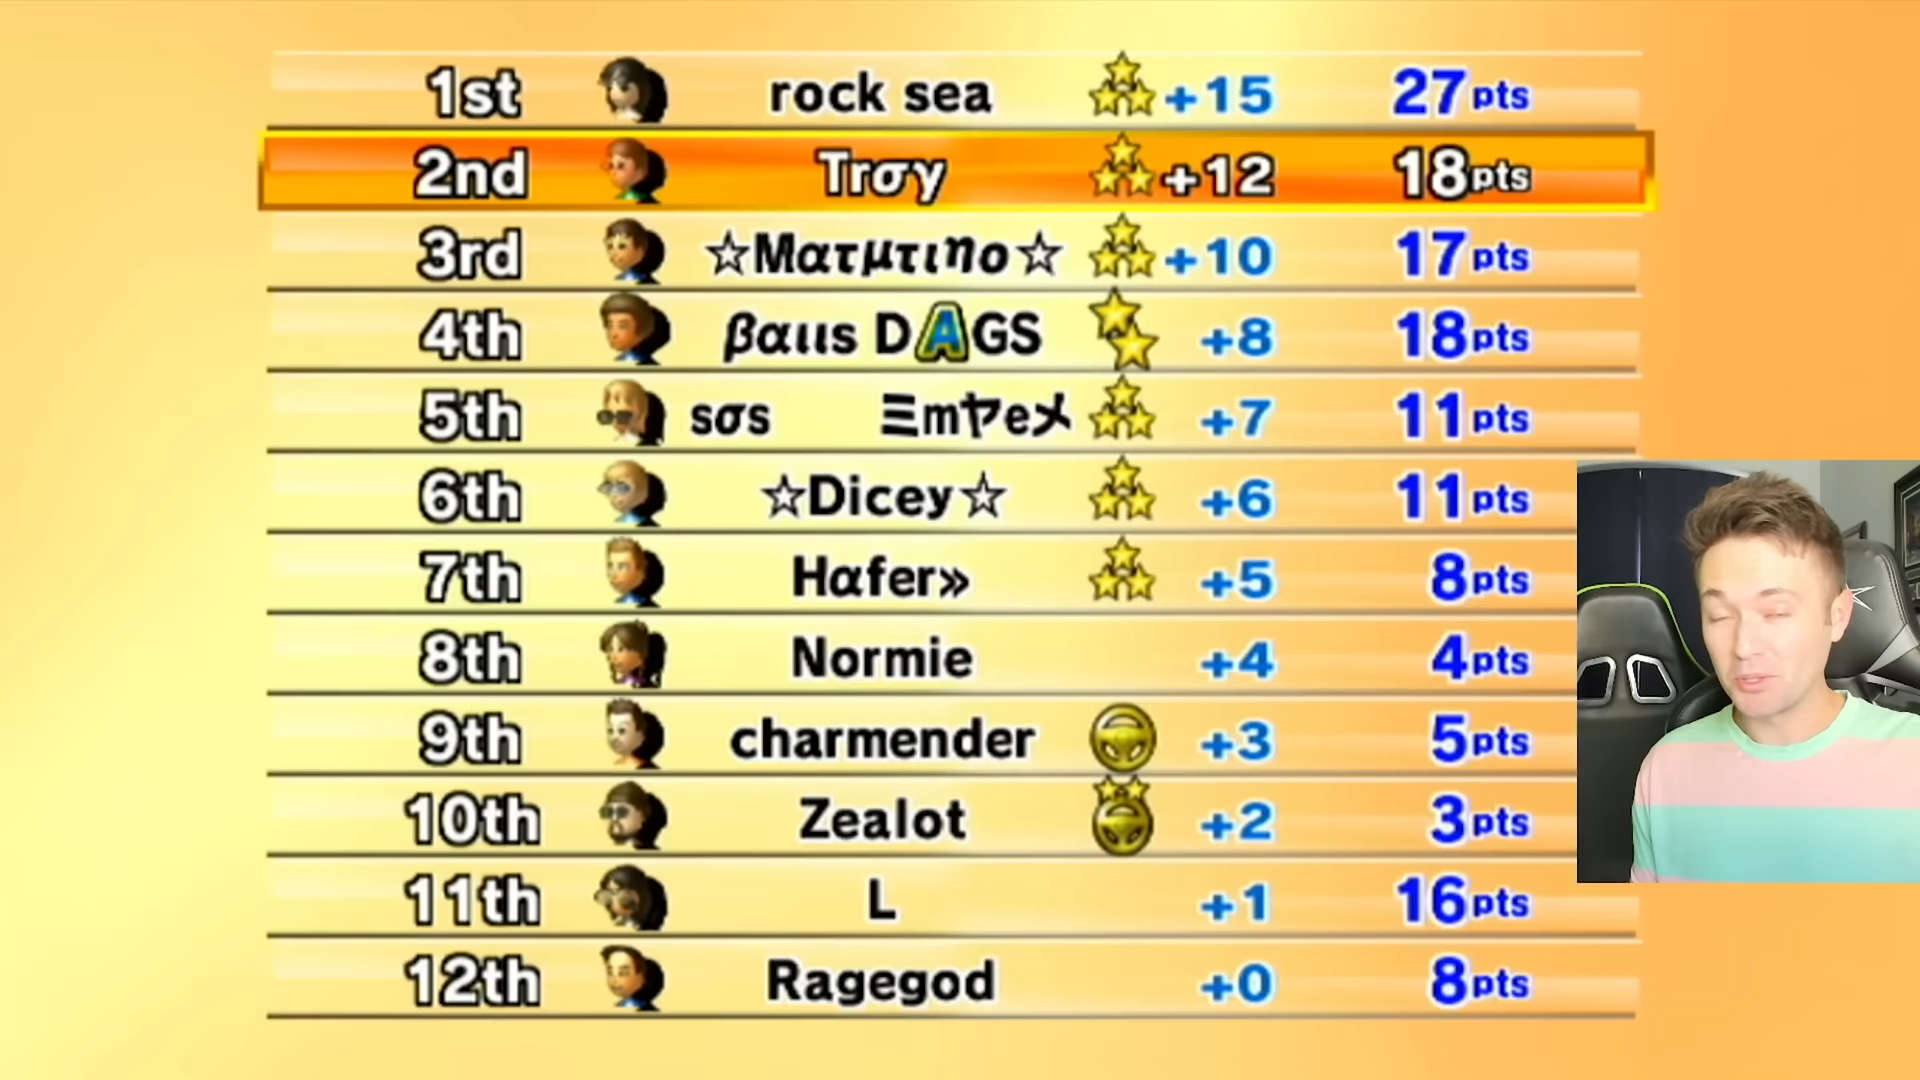 1st rock sea +15 27pts
2nd Trσy +12 18pts
3rd ☆Mατμτιηo☆ +10 17pts
4th βαιιs DAGS +8 18pts
5th sσs ミmヤeメ +7 11pts
6th ☆Dicey☆ +6 11pts
7th Hαfer» +5 8pts
8th Normie +4 4pts
9th charmender +3 5pts
10th Zealot +2 3pts
11th L +1 16pts
12th Ragegod +0 8pts